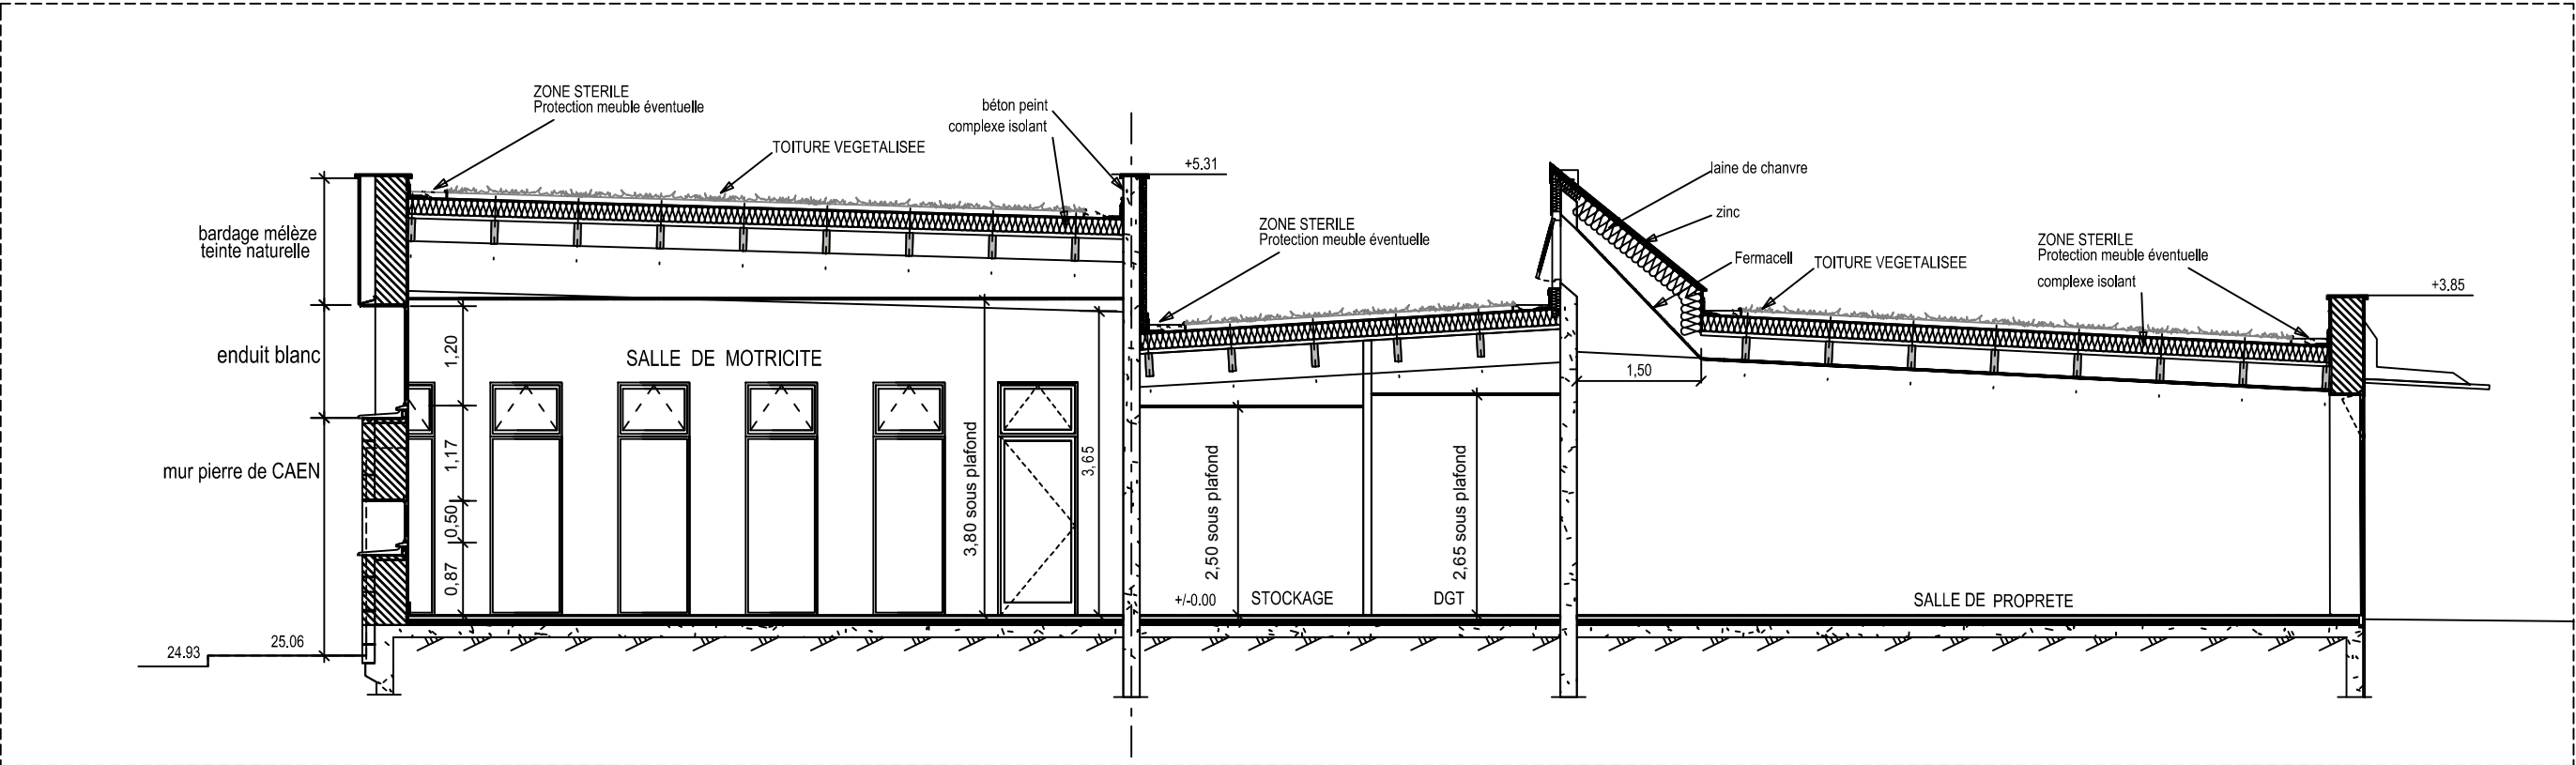 ZONE STERILE
Protection meuble éventuelle
béton peint
complexe isolant
TOITURE VEGETALISEE
+5.31
laine de chanvre
zinc
bardage mélèze
teinte naturelle
ZONE STERILE
Protection meuble éventuelle
Fermacell
TOITURE VEGETALISEE
ZONE STERILE
Protection meuble éventuelle
complexe isolant
+3.85
enduit blanc
1,20
SALLE DE MOTRICITE
1,50
mur pierre de CAEN
1,17
0,50
0,87
3,80 sous plafond
3,65
2,50 sous plafond
2,65 sous plafond
+/-0.00
STOCKAGE
DGT
SALLE DE PROPRETE
24.93
25.06